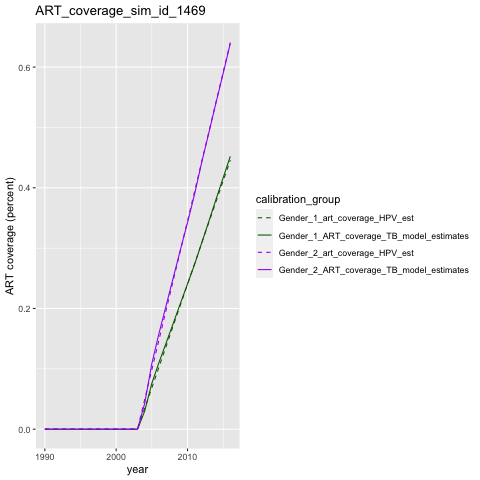 ART_coverage_sim_id_1469
ART coverage (percent)
0.6
0.4
0.2
0.0
1990
2000
2010
year
calibration_group
Gender_1_art_coverage_HPV_est
Gender_1_ART_coverage_TB_model_estimates
Gender_2_art_coverage_HPV_est
Gender_2_ART_coverage_TB_model_estimates